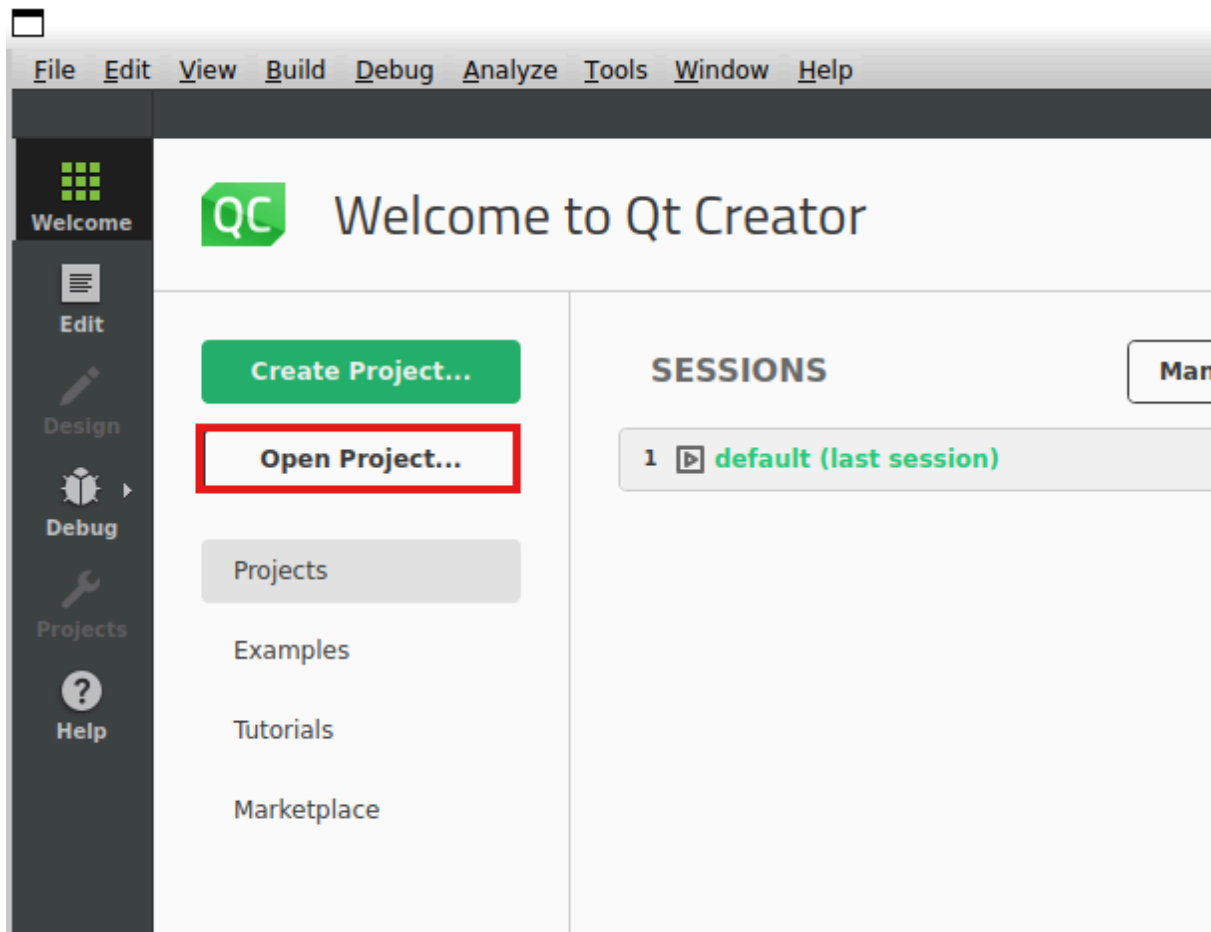 File Edit View Build Debug Analyze Tools Window Help
Welcome
Edit
Design
Debug
Projects
Help
QC Welcome to Qt Creator
Create Project...
Open Project...
Projects
Examples
Tutorials
Marketplace
SESSIONS
1 default (last session)